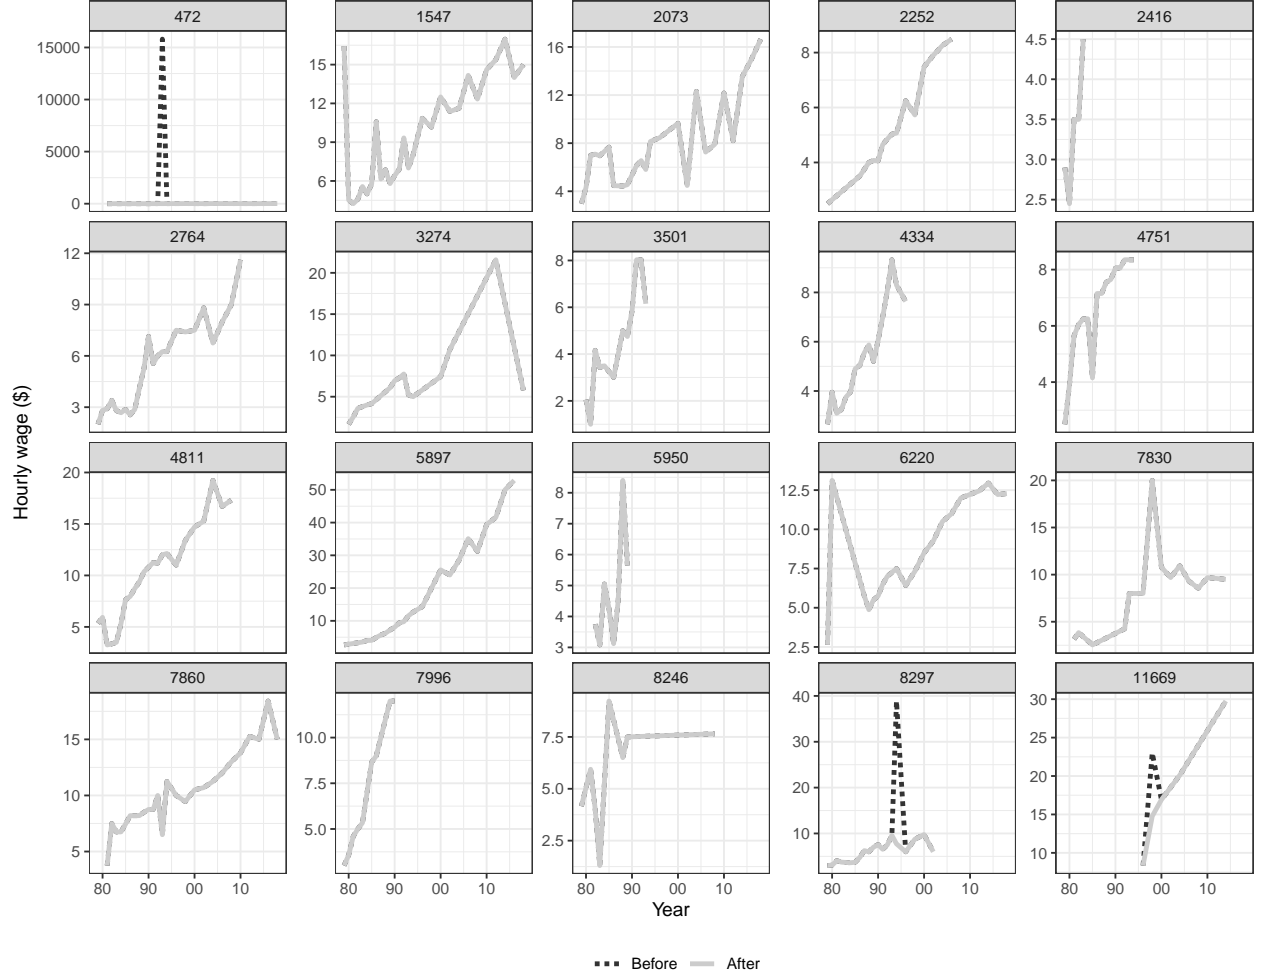 472 1547 2073 2252 2416
15000 10000 5000 0
15 12 9 6
16 12 8 4
8 6 4
4.5 4.0 3.5 3.0 2.5
2764 3274 3501 4334 4751
12 9 6 3
20 15 10 5
8 6 4 2
8 6 4
8 6 4
4811 5897 5950 6220 7830
20 15 10 5
50 40 30 20 10
8 7 6 5 4 3
12.5 10.0 7.5 5.0 2.5
20 15 10 5
7860 7996 8246 8297 11669
15 10 5
10.0 7.5 5.0
7.5 5.0 2.5
40 30 20 10
30 25 20 15 10
80 90 00 10 80 90 00 10 80 90 00 10 80 90 00 10 80 90 00 10
Hourly wage ($)
Year
Before After